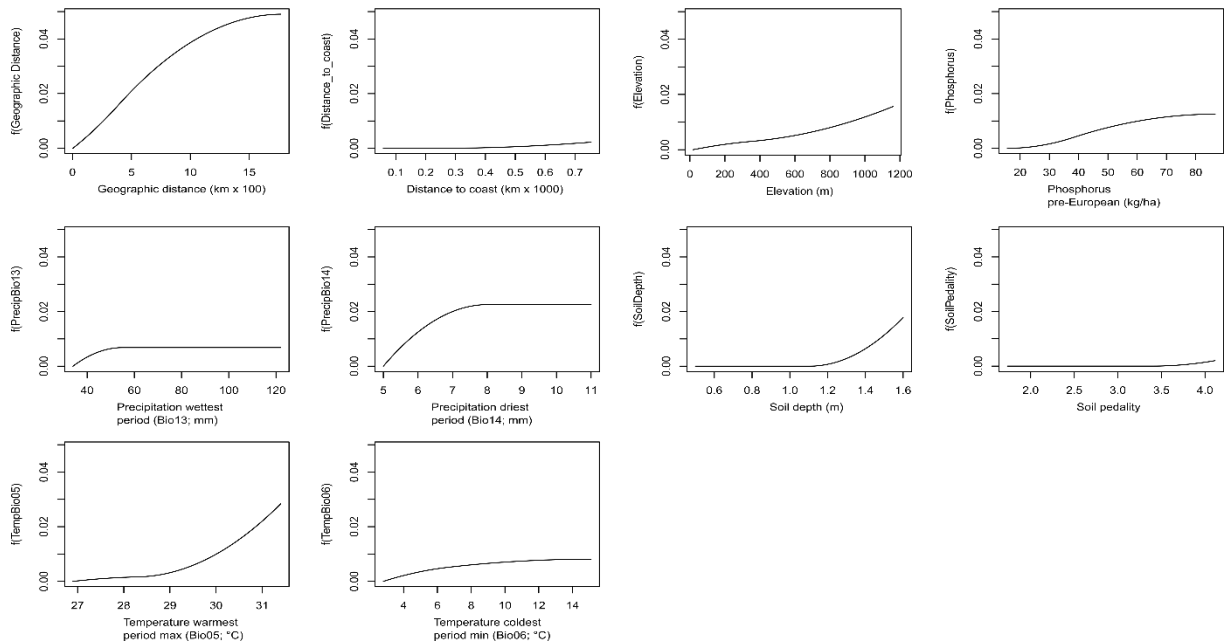 0.04
0.02
0.00
f(Geographic Distance)
0 5 10 15
Geographic distance (km x 100)
0.04
0.02
0.00
f(Distance_to_coast)
0.1 0.2 0.3 0.4 0.5 0.6 0.7
Distance to coast (km x 1000)
0.04
0.02
0.00
f(Elevation)
0 200 400 600 800 1000 1200
Elevation (m)
0.04
0.02
0.00
f(Phosphorus)
20 30 40 50 60 70 80
Phosphorus
pre-European (kg/ha)
0.04
0.02
0.00
f(PrecipBio13)
40 60 80 100 120
Precipitation wettest
period (Bio13; mm)
0.04
0.02
0.00
f(PrecipBio14)
5 6 7 8 9 10 11
Precipitation driest
period (Bio14; mm)
0.04
0.02
0.00
f(SoilDepth)
0.6 0.8 1.0 1.2 1.4 1.6
Soil depth (m)
0.04
0.02
0.00
f(SoilPedality)
2.0 2.5 3.0 3.5 4.0
Soil pedality
0.04
0.02
0.00
f(TempBio05)
27 28 29 30 31
Temperature warmest
period max (Bio05; °C)
0.04
0.02
0.00
f(TempBio06)
4 6 8 10 12 14
Temperature coldest
period min (Bio06; °C)